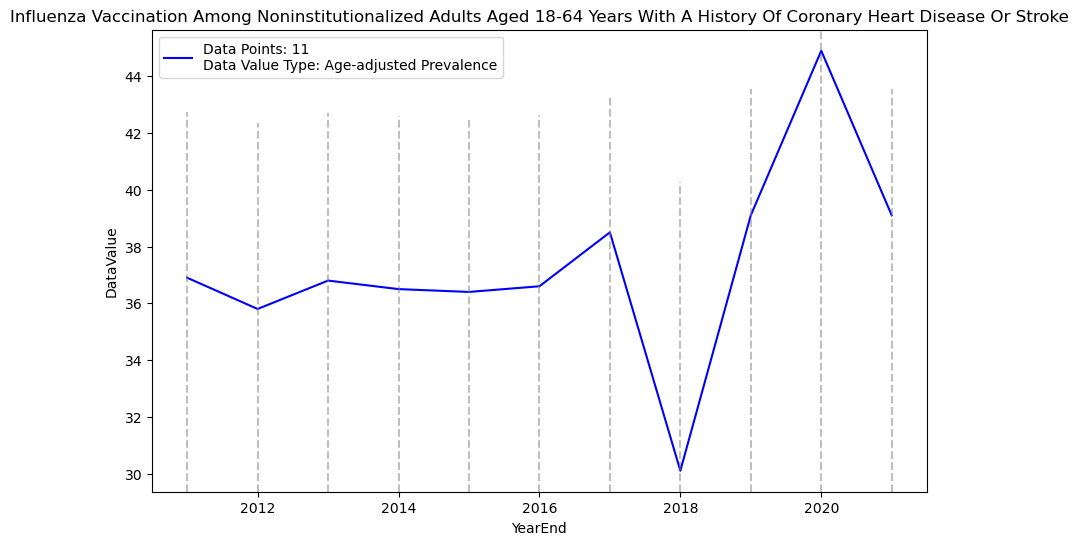 Influenza Vaccination Among Noninstitutionalized Adults Aged 18-64 Years With A History Of Coronary Heart Disease Or Stroke
Data Points: 11
Data Value Type: Age-adjusted Prevalence
44
42
40
38
36
34
32
30
DataValue
2012
2014
2016
2018
2020
YearEnd